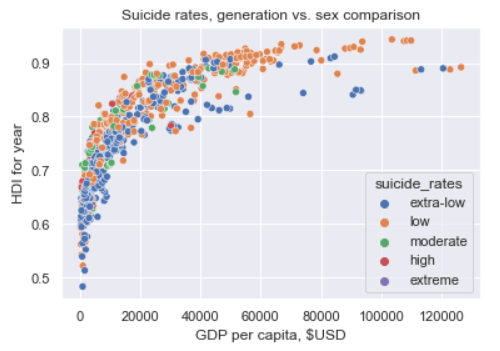 Suicide rates, generation vs. sex comparison
HDI for year
0.9
0.8
0.7
0.6
0.5
suicide_rates
extra-low
low
moderate
high
extreme
0 20000 40000 60000 80000 100000 120000
GDP per capita, $USD